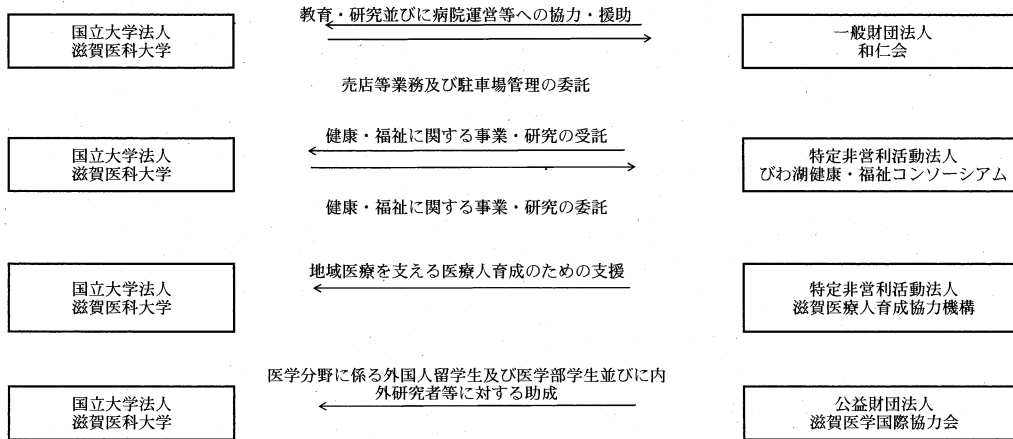 教育・研究並びに病院運営等への協力・援助
国立大学法人
滋賀医科大学
一般財団法人
和仁会
売店等業務及び駐車場管理の委託
健康・福祉に関する事業・研究の受託
国立大学法人
滋賀医科大学
特定非営利活動法人
びわ湖健康・福祉コンソーシアム
健康・福祉に関する事業・研究の委託
地域医療を支える医療人育成のための支援
国立大学法人
滋賀医科大学
特定非営利活動法人
滋賀医療人育成協力機構
医学分野に係る外国人留学生及び医学部学生並びに内
外研究者等に対する助成
国立大学法人
滋賀医科大学
公益財団法人
滋賀医学国際協力会